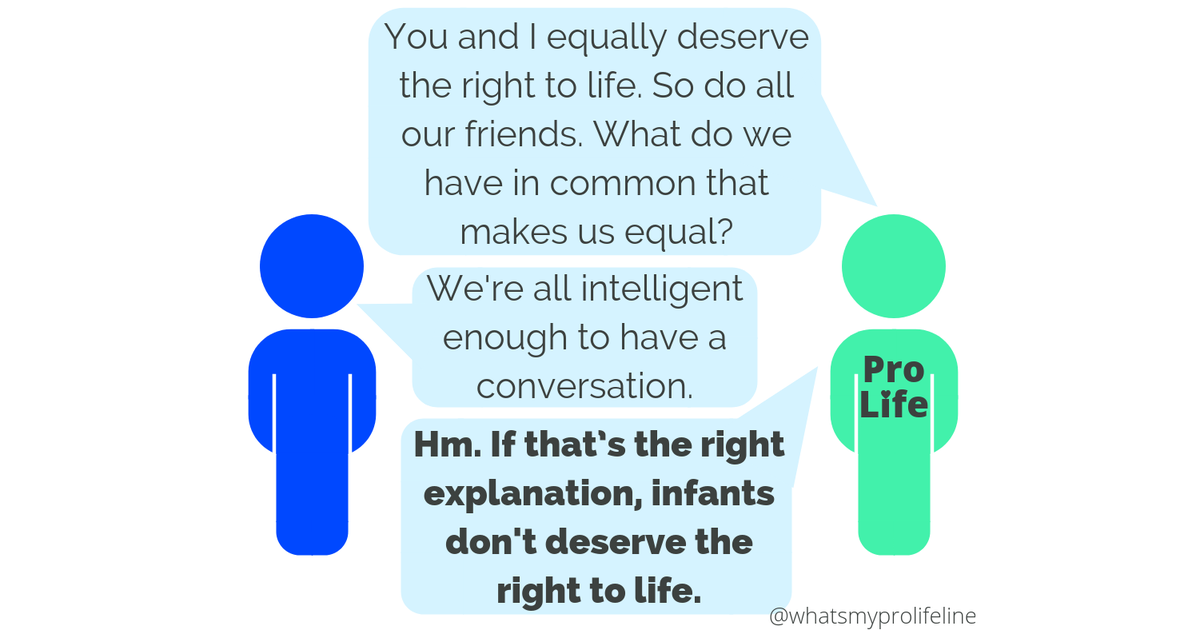 You and I equally deserve
the right to life. So do all
our friends. What do we
have in common that
makes us equal?
We're all intelligent
enough to have a
conversation.
Pro
Life
Hm. If that’s the right
explanation, infants
don't deserve the
right to life.
@whatsmyprolifeline